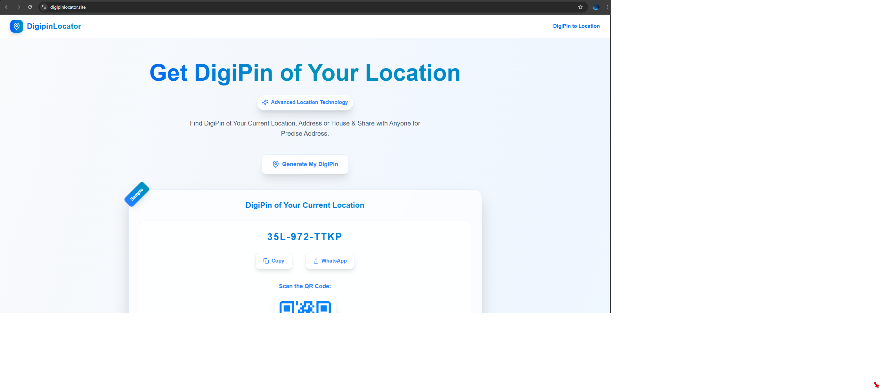 digipinlocator.site
DigipinLocator
DigiPin to Location
Get DigiPin of Your Location
Advanced Location Technology
Find DigiPin of Your Current Location, Address or House & Share with Anyone for
Precise Address.
Generate My DigiPin
Sample
DigiPin of Your Current Location
35L-972-TTKP
Copy
WhatsApp
Scan the QR Code: